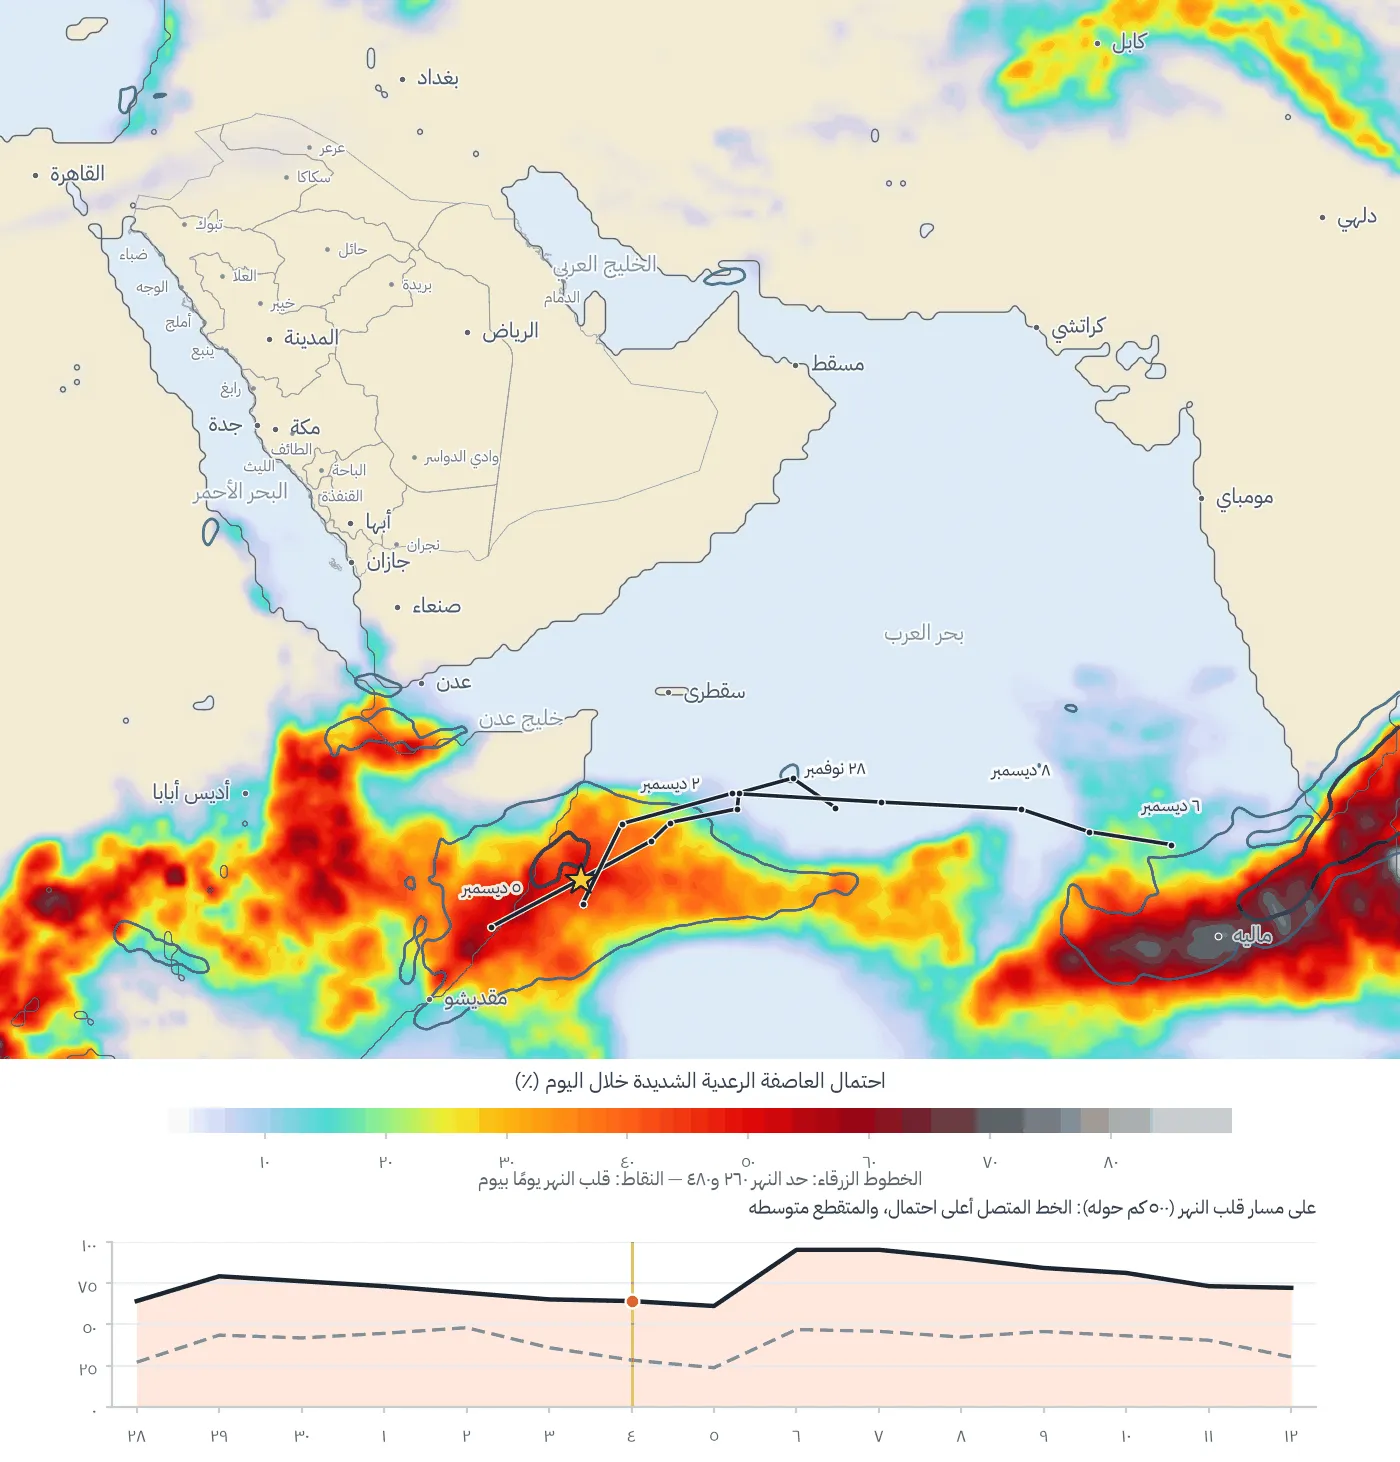 كابل
بغداد
عرعر
القاهرة
سكاكا
دلهي
تبوك
ضباء
حائل
الخليج العربي
العلا
الوجه
بريدة
الدمام
خيبر
أملج
كراتشي
الرياض
المدينة
ينبع
مسقط
رابغ
جدة
مكة
الطائف
وادي الدواسر
الليث
الباحة
البحر الأحمر
القنفذة
مومباي
أبها
نجران
جازان
صنعاء
بحر العرب
عدن
سقطرى
خليج عدن
٢٨ نوفمبر
٨ ديسمبر
٢ ديسمبر
أديس أبابا
٦ ديسمبر
٥ ديسمبر
ماليه
مقديشو
احتمال العاصفة الرعدية الشديدة خلال اليوم (٪)
١٠ ٢٠ ٣٠ ٤٠ ٥٠ ٦٠ ٧٠ ٨٠
الخطوط الزرقاء: حد النهر ٢٦٠ و٤٨٠ — النقاط: قلب النهر يومًا بيوم
على مسار قلب النهر (٥٠٠ كم حوله): الخط المتصل أعلى احتمال، والمتقطع متوسطه
١٠٠
٧٥
٥٠
٢٥
٠
٢٨ ٢٩ ٣٠ ١ ٢ ٣ ٤ ٥ ٦ ٧ ٨ ٩ ١٠ ١١ ١٢